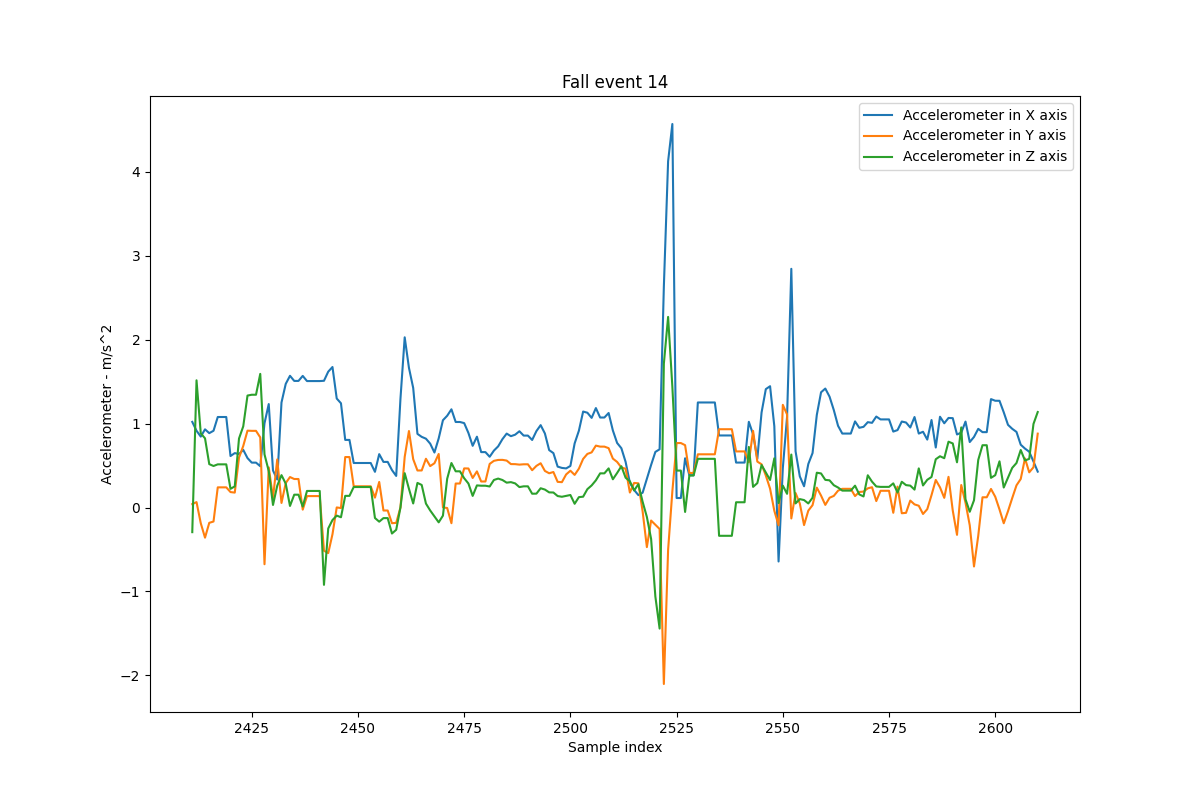 Fall event 14
Accelerometer in X axis
Accelerometer in Y axis
Accelerometer in Z axis
Accelerometer - m/s^2
4
3
2
1
0
−1
−2
2425 2450 2475 2500 2525 2550 2575 2600
Sample index